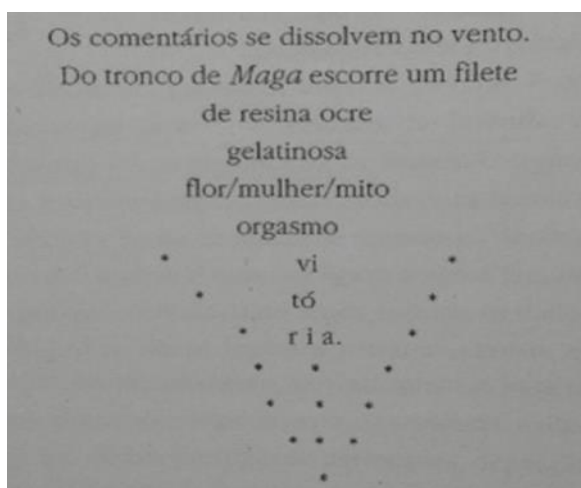 Os comentários se dissolvem no vento.
Do tronco de Maga escorre um filete
de resina ocre
gelatinosa
flor/mulher/mito
orgasmo
* vi *
* tó *
* r i a. *
* * *
* * *
* * *
*